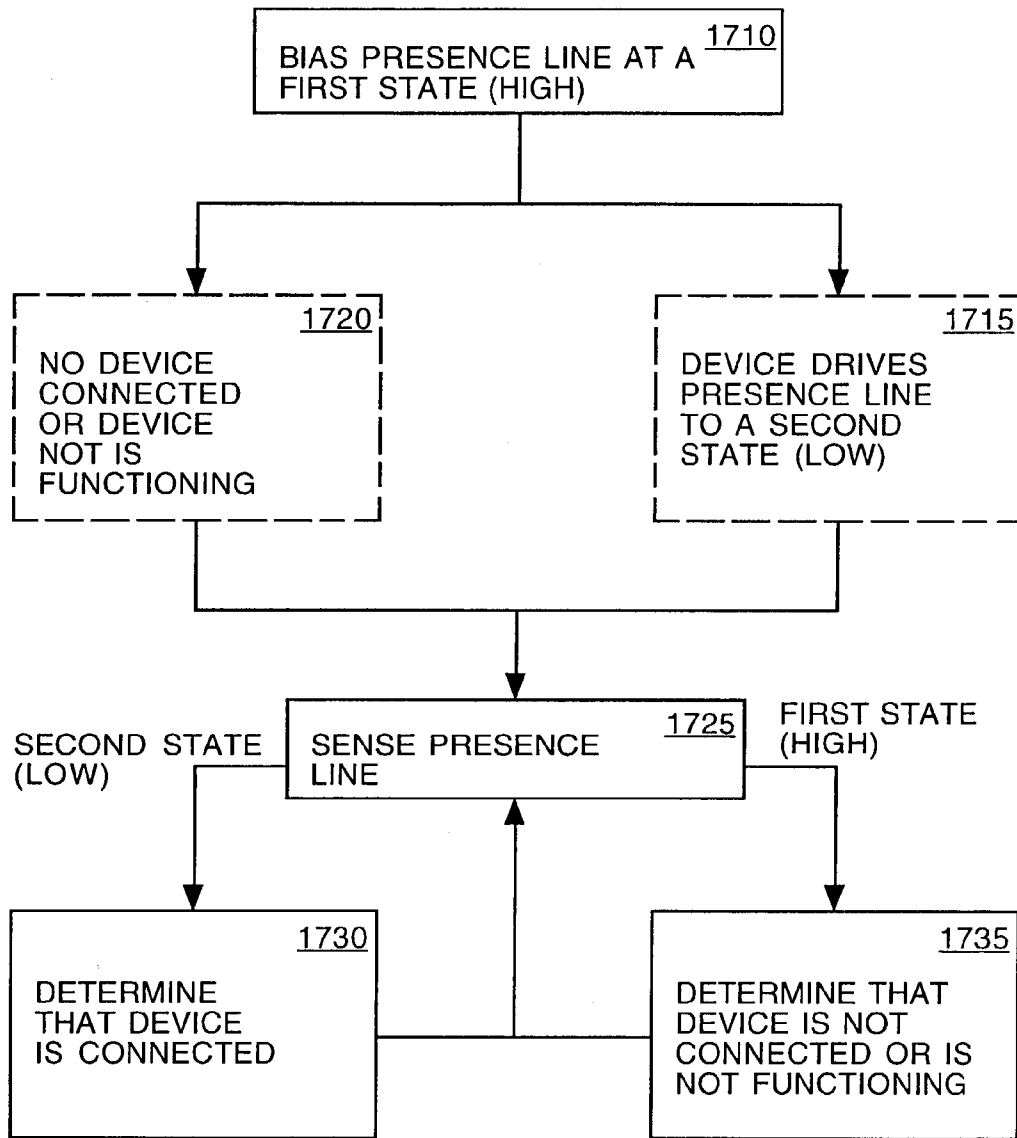 1710
BIAS PRESENCE LINE AT A
FIRST STATE (HIGH)
1720
NO DEVICE
CONNECTED
OR DEVICE
NOT IS
FUNCTIONING
1715
DEVICE DRIVES
PRESENCE LINE
TO A SECOND
STATE (LOW)
1725
SENSE PRESENCE
LINE
SECOND STATE
(LOW)
FIRST STATE
(HIGH)
1730
DETERMINE
THAT DEVICE
IS CONNECTED
1735
DETERMINE THAT
DEVICE IS NOT
CONNECTED OR IS
NOT FUNCTIONING